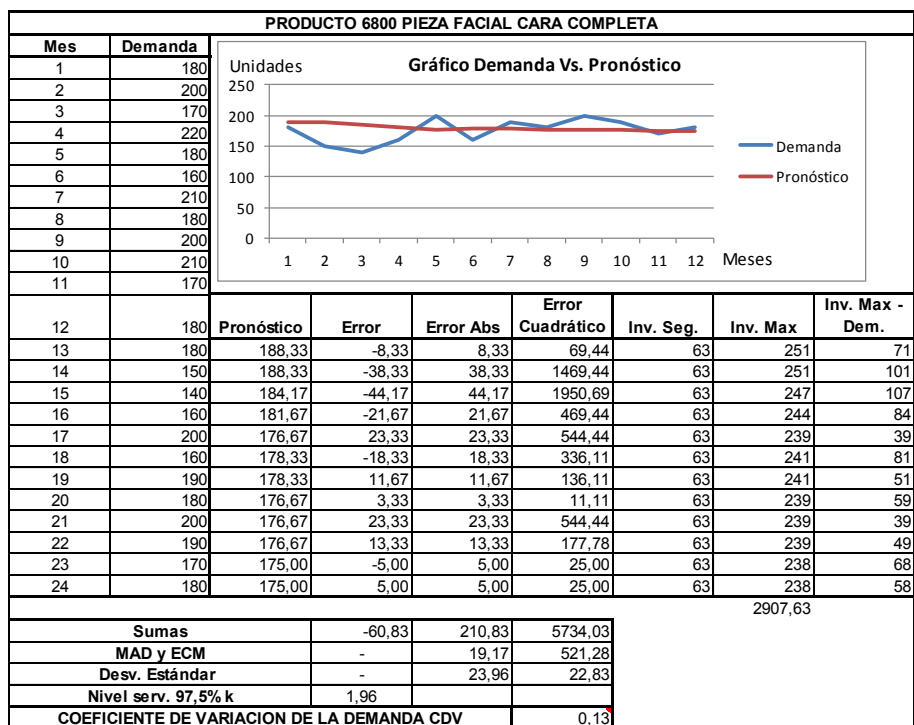 PRODUCTO 6800 PIEZA FACIAL CARA COMPLETA
Mes Demanda
1 180
2 200
3 170
4 220
5 180
6 160
7 210
8 180
9 200
10 210
11 170
Unidades Gráfico Demanda Vs. Pronóstico
250
200
150
100
50
0
1 2 3 4 5 6 7 8 9 10 11 12 Meses
Demanda
Pronóstico
12 180 Pronóstico Error Error Abs Error Cuadrático Inv. Seg. Inv. Max Inv. Max - Dem.
13 180 188,33 -8,33 8,33 69,44 63 251 71
14 150 188,33 -38,33 38,33 1469,44 63 251 101
15 140 184,17 -44,17 44,17 1950,69 63 247 107
16 160 181,67 -21,67 21,67 469,44 63 244 84
17 200 176,67 23,33 23,33 544,44 63 239 39
18 160 178,33 -18,33 18,33 336,11 63 241 81
19 190 178,33 11,67 11,67 136,11 63 241 51
20 180 176,67 3,33 3,33 11,11 63 239 59
21 200 176,67 23,33 23,33 544,44 63 239 39
22 190 176,67 13,33 13,33 177,78 63 239 49
23 170 175,00 -5,00 5,00 25,00 63 238 68
24 180 175,00 5,00 5,00 25,00 63 238 58
2907,63
Sumas -60,83 210,83 5734,03
MAD y ECM - 19,17 521,28
Desv. Estándar - 23,96 22,83
Nivel serv. 97,5% k 1,96
COEFICIENTE DE VARIACION DE LA DEMANDA CDV 0,13